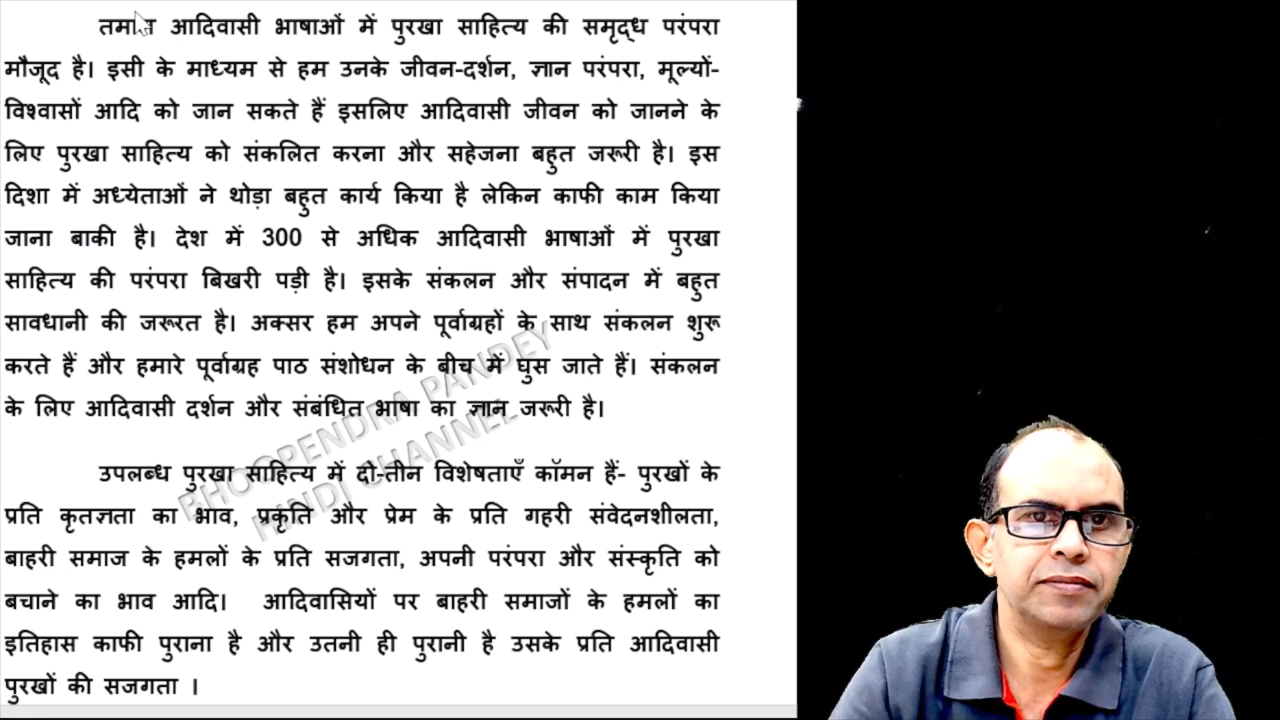 तमाम आदिवासी भाषाओं में पुरखा साहित्य की समृद्ध परंपरा
मौजूद है। इसी के माध्यम से हम उनके जीवन-दर्शन, ज्ञान परंपरा, मूल्यों-
विश्वासों आदि को जान सकते हैं इसलिए आदिवासी जीवन को जानने के
लिए पुरखा साहित्य को संकलित करना और सहेजना बहुत जरूरी है। इस
दिशा में अध्येताओं ने थोड़ा बहुत कार्य किया है लेकिन काफी काम किया
जाना बाकी है। देश में 300 से अधिक आदिवासी भाषाओं में पुरखा
साहित्य की परंपरा बिखरी पड़ी है। इसके संकलन और संपादन में बहुत
सावधानी की जरूरत है। अक्सर हम अपने पूर्वाग्रहों के साथ संकलन शुरू
करते हैं और हमारे पूर्वाग्रह पाठ संशोधन के बीच में घुस जाते हैं। संकलन
के लिए आदिवासी दर्शन और संबंधित भाषा का ज्ञान जरूरी है।
उपलब्ध पुरखा साहित्य में दो-तीन विशेषताएँ कॉमन हैं- पुरखों के
प्रति कृतज्ञता का भाव, प्रकृति और प्रेम के प्रति गहरी संवेदनशीलता,
बाहरी समाज के हमलों के प्रति सजगता, अपनी परंपरा और संस्कृति को
बचाने का भाव आदि। आदिवासियों पर बाहरी समाजों के हमलों का
इतिहास काफी पुराना है और उतनी ही पुरानी है उसके प्रति आदिवासी
पुरखों की सजगता ।
BHOOPENDRA PANDEY
HINDI CHANNEL